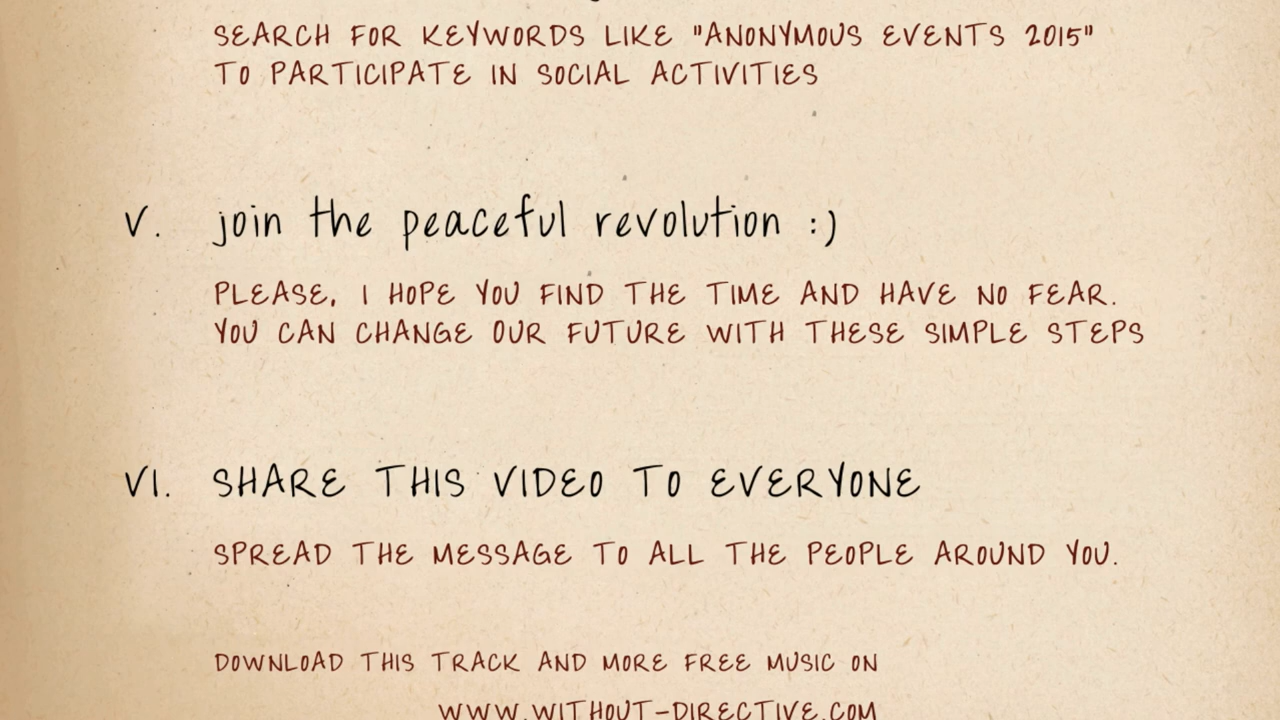 SEARCH FOR KEYWORDS LIKE "ANONYMOUS EVENTS 2015"
TO PARTICIPATE IN SOCIAL ACTIVITIES
V. join the peaceful revolution :)
PLEASE, I HOPE YOU FIND THE TIME AND HAVE NO FEAR.
YOU CAN CHANGE OUR FUTURE WITH THESE SIMPLE STEPS
VI. SHARE THIS VIDEO TO EVERYONE
SPREAD THE MESSAGE TO ALL THE PEOPLE AROUND YOU.
DOWNLOAD THIS TRACK AND MORE FREE MUSIC ON
WWW.WITHOUT-DIRECTIVE.COM